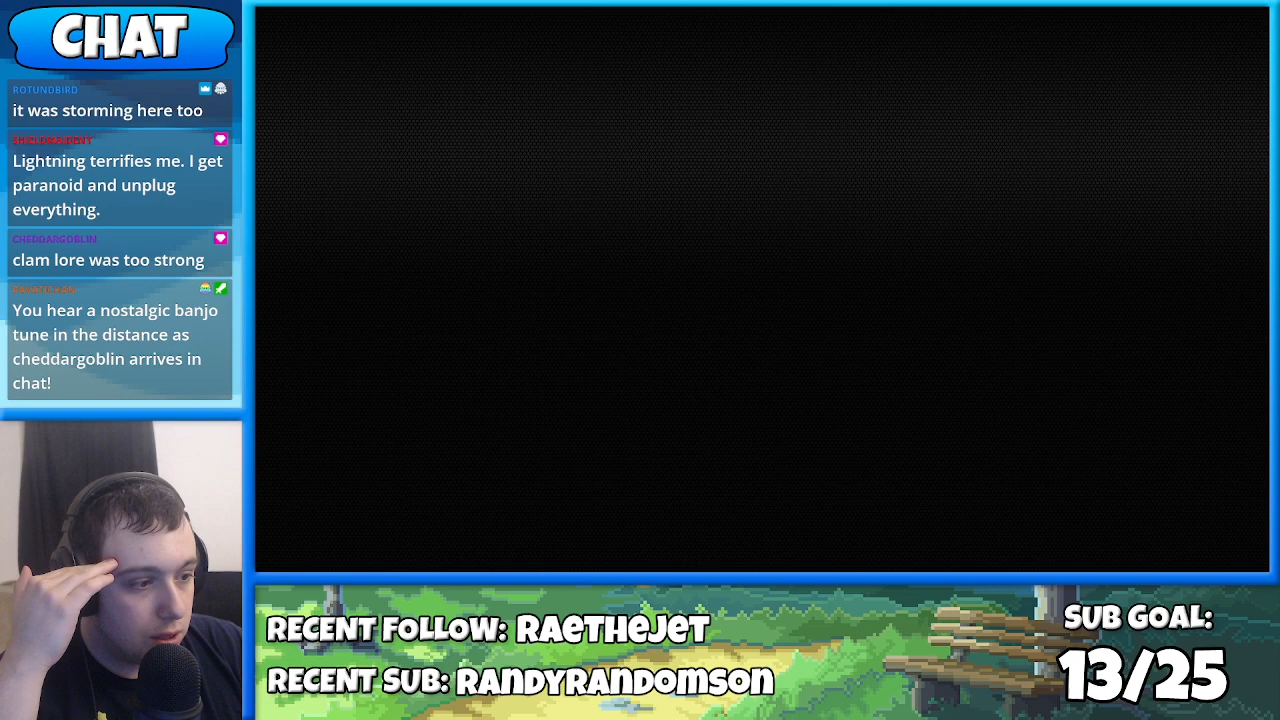 CHAT
ROTUNDBIRD
it was storming here too
Lightning terrifies me. I get
paranoid and unplug
everything.
CHEDDARGOBLIN
clam lore was too strong
You hear a nostalgic banjo
tune in the distance as
cheddargoblin arrives in
chat!
RECENT FOLLOW: RAETHEJET
RECENT SUB: RANDYRANDOMSON
SUB GOAL:
13/25